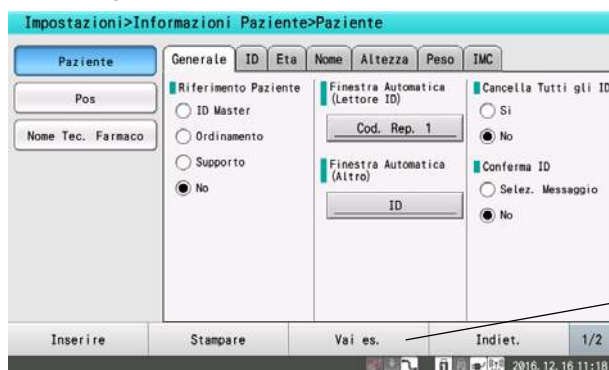 Impostazioni>Informazioni Paziente>Paziente
Paziente
Pos
Nome Tec. Farmaco
Generale ID Eta Nome Altezza Peso IMC
Riferimento Paziente
ID Master
Ordinamento
Supporto
No
Finestra Automatica
(Lettore ID)
Cod. Rep. 1
Finestra Automatica
(Altro)
ID
Cancella Tutti gli ID
Si
No
Conferma ID
Selez. Messaggio
No
Inserire Stampare Vai es. Indiet. 1/2
2016.12.16 11:18